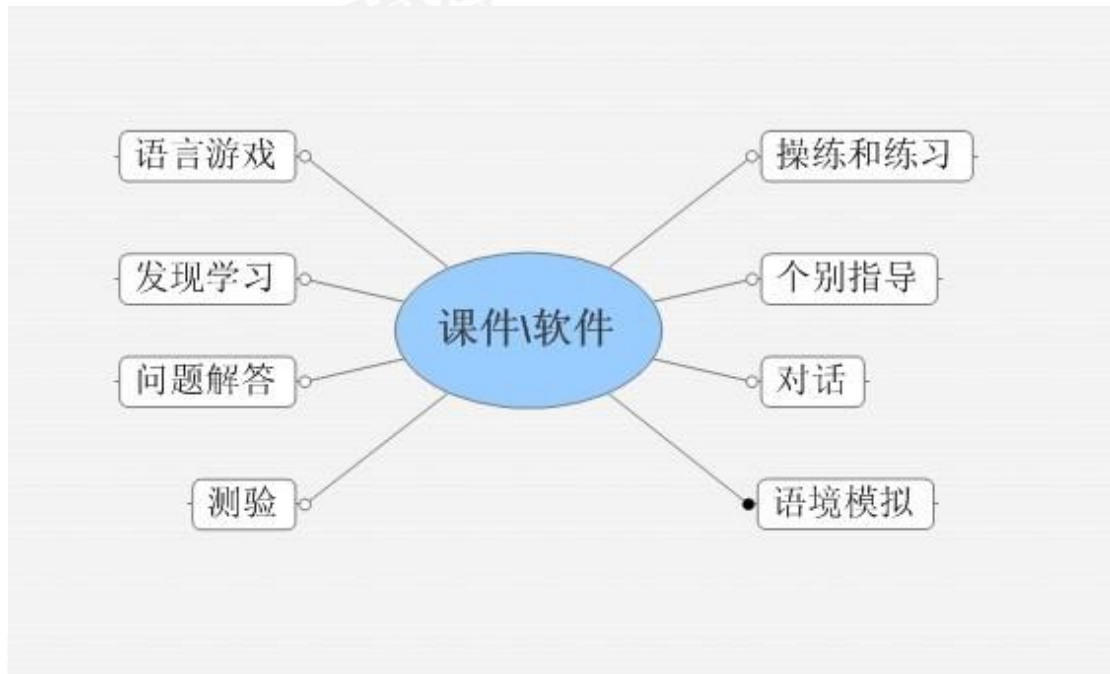 语言游戏
操练和练习
发现学习
个别指导
课件\软件
问题解答
对话
测验
语境模拟